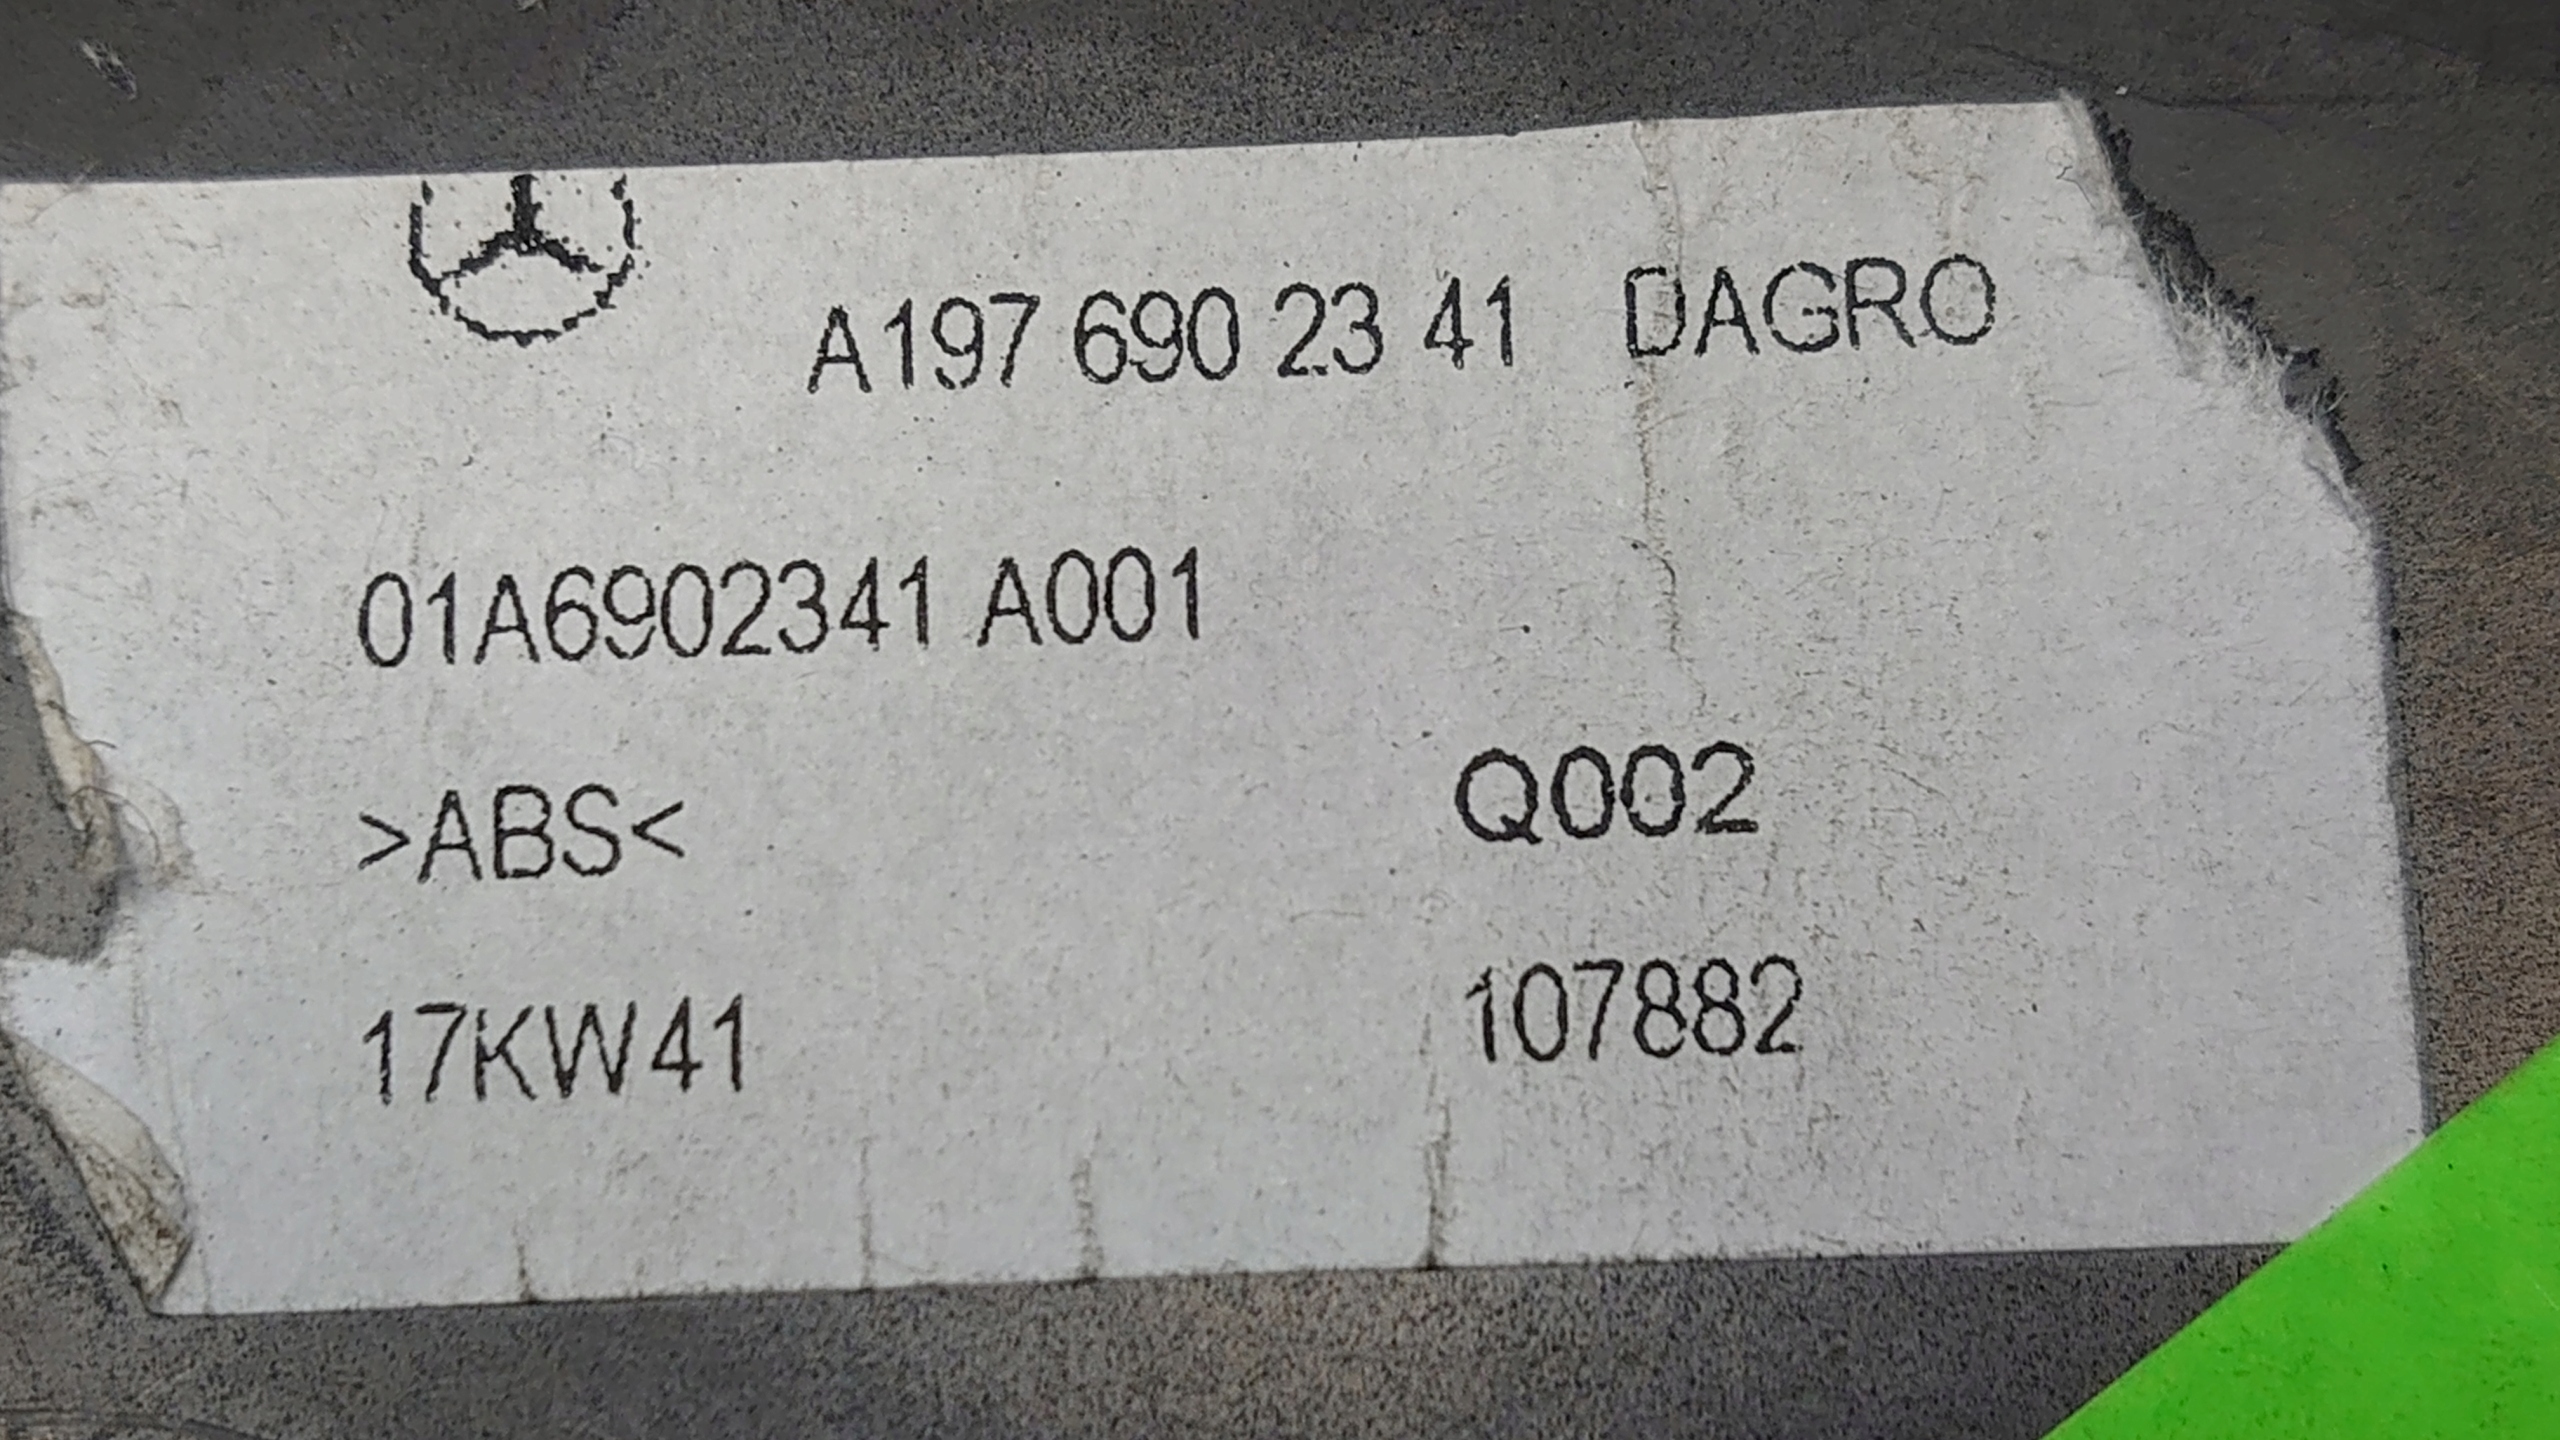 A197 690 23 41 DAGRO
01A6902341 A001
>ABS< Q002
17KW41 107882